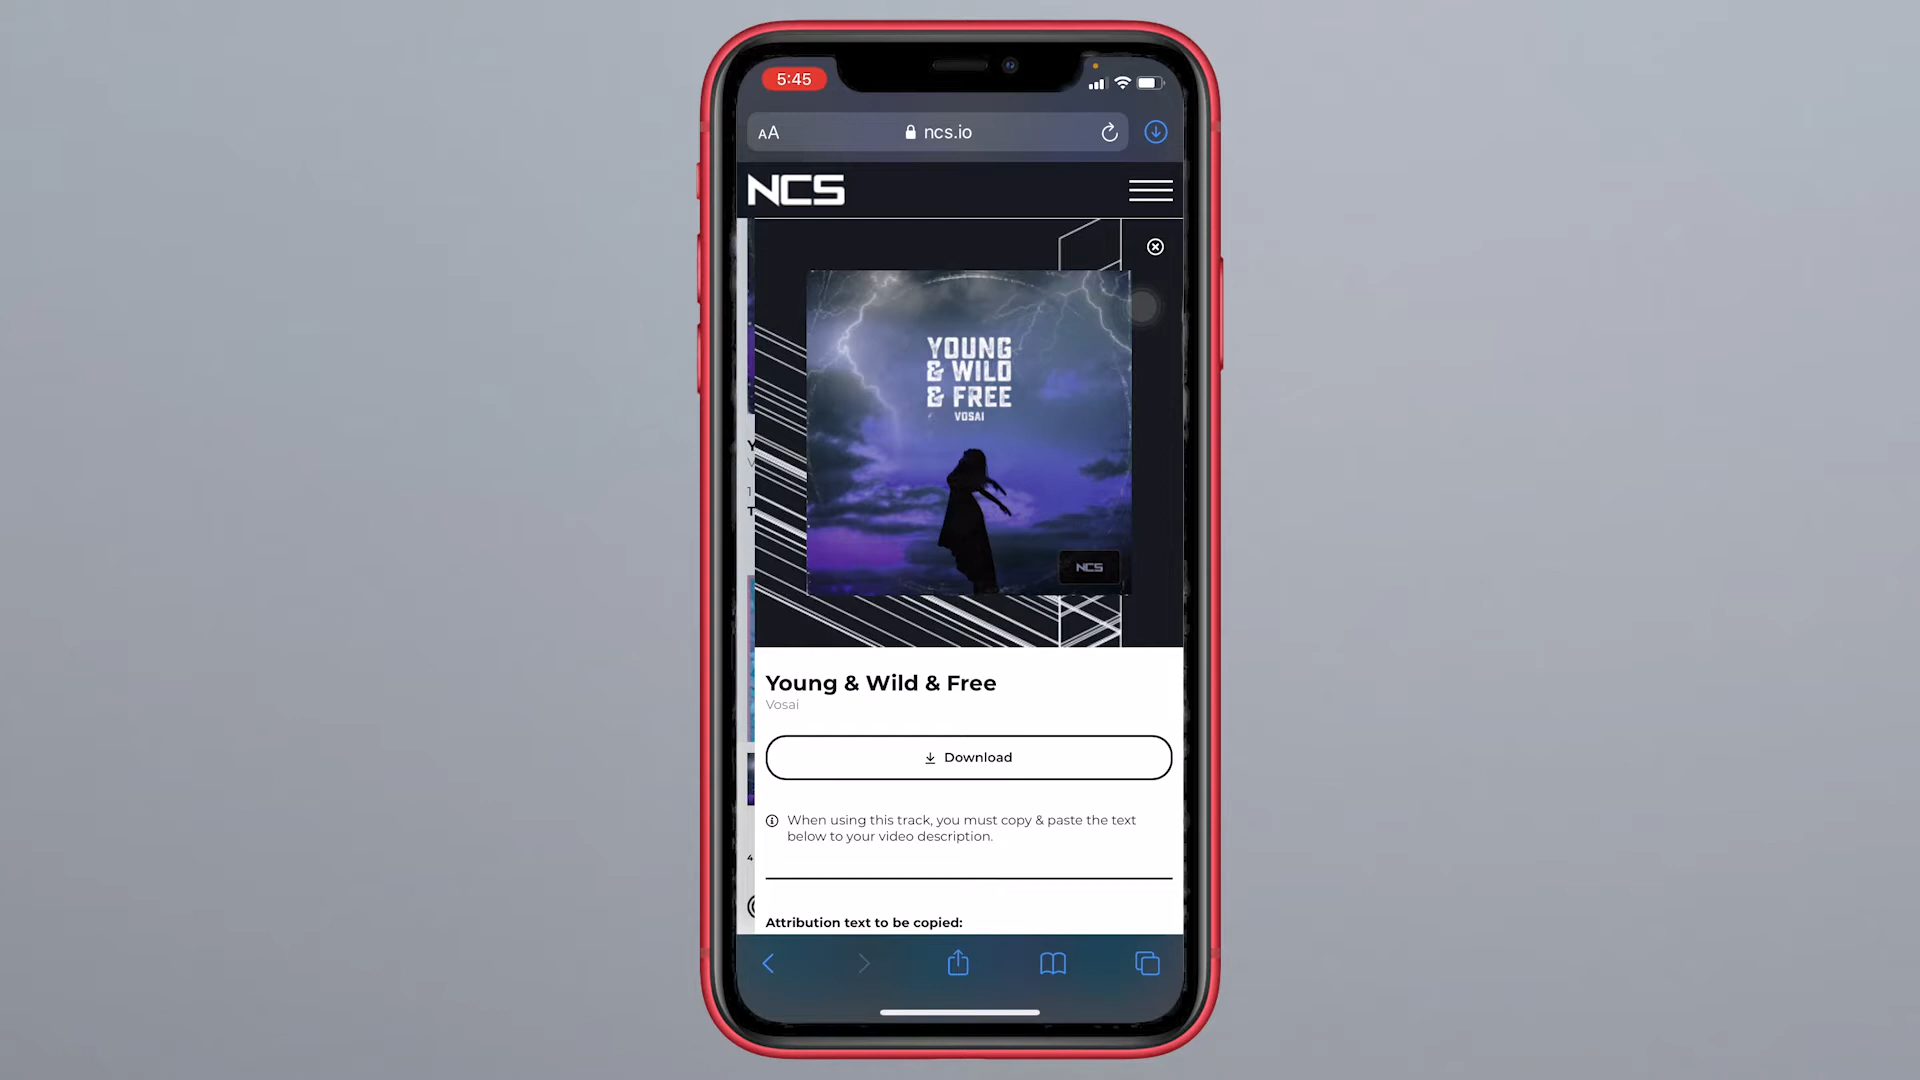 5:45
AA
ncs.io
NCS
YOUNG
& WILD
& FREE
VOSAI
NCS
Young & Wild & Free
Vosai
Download
When using this track, you must copy & paste the text
below to your video description.
Attribution text to be copied: